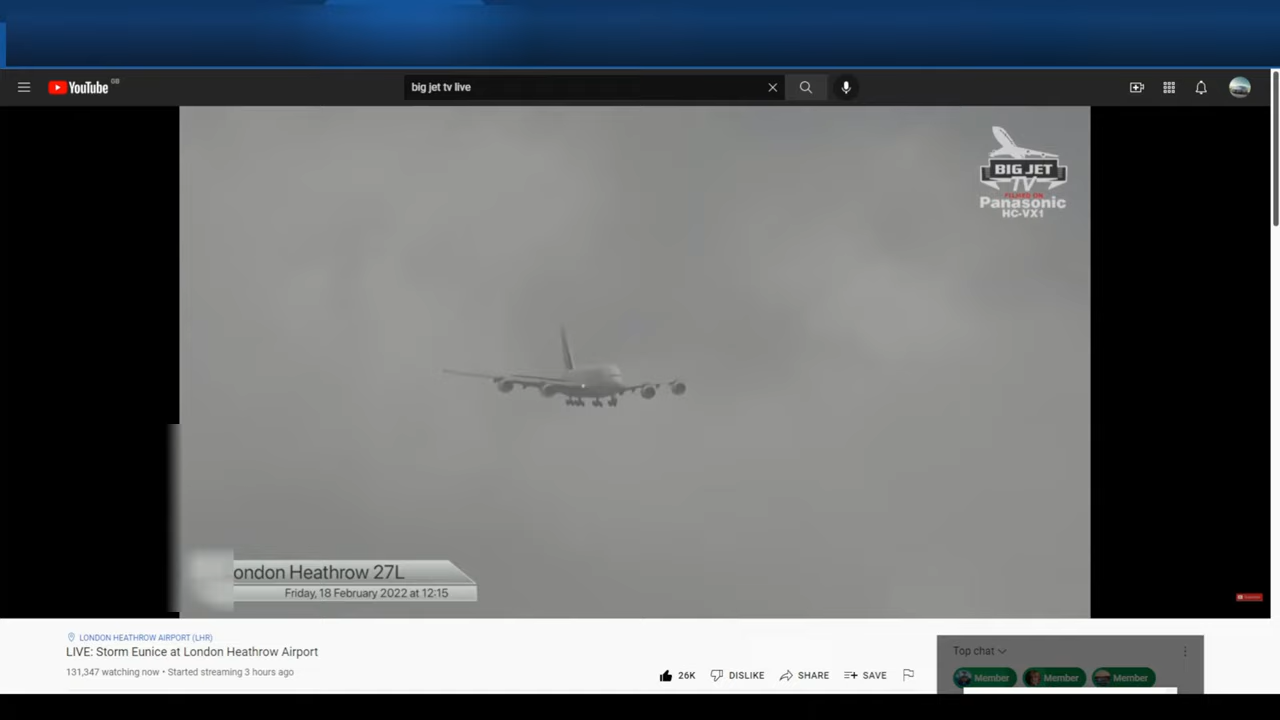 YouTube GB
big jet tv live
BIG JET
TV
FILMED ON
Panasonic
HC-VX1
ondon Heathrow 27L
Friday, 18 February 2022 at 12:15
LONDON HEATHROW AIRPORT (LHR)
LIVE: Storm Eunice at London Heathrow Airport
131,347 watching now • Started streaming 3 hours ago
26K DISLIKE SHARE SAVE
Top chat
Member Member Member